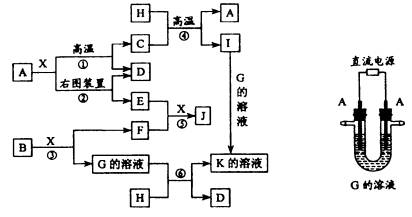 H 高温 A
④
高温 C I
X ①
A D 直流电源
右图装置
② G的溶液
E X A A
⑤ J
X F
B ③
G的溶液 ⑥ K的溶液
H D G的溶液